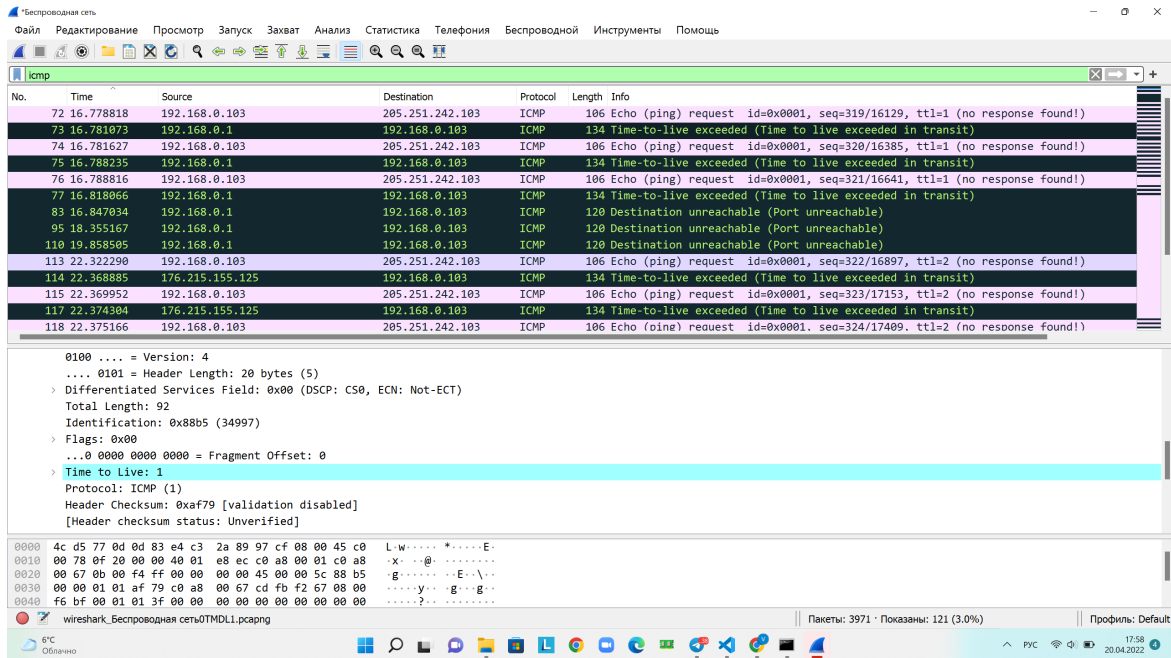 *Беспроводная сеть
Файл Редактирование Просмотр Запуск Захват Анализ Статистика Телефония Беспроводной Инструменты Помощь
icmp
No. Time Source Destination Protocol Length Info
72 16.778818 192.168.0.103 205.251.242.103 ICMP 106 Echo (ping) request id=0x0001, seq=319/16129, ttl=1 (no response found!)
73 16.781073 192.168.0.1 192.168.0.103 ICMP 134 Time-to-live exceeded (Time to live exceeded in transit)
74 16.781627 192.168.0.103 205.251.242.103 ICMP 106 Echo (ping) request id=0x0001, seq=320/16385, ttl=1 (no response found!)
75 16.788235 192.168.0.1 192.168.0.103 ICMP 134 Time-to-live exceeded (Time to live exceeded in transit)
76 16.788816 192.168.0.103 205.251.242.103 ICMP 106 Echo (ping) request id=0x0001, seq=321/16641, ttl=1 (no response found!)
77 16.818066 192.168.0.1 192.168.0.103 ICMP 134 Time-to-live exceeded (Time to live exceeded in transit)
83 16.847034 192.168.0.1 192.168.0.103 ICMP 120 Destination unreachable (Port unreachable)
95 18.355167 192.168.0.1 192.168.0.103 ICMP 120 Destination unreachable (Port unreachable)
110 19.858505 192.168.0.1 192.168.0.103 ICMP 120 Destination unreachable (Port unreachable)
113 22.322290 192.168.0.103 205.251.242.103 ICMP 106 Echo (ping) request id=0x0001, seq=322/16897, ttl=2 (no response found!)
114 22.368885 176.215.155.125 192.168.0.103 ICMP 134 Time-to-live exceeded (Time to live exceeded in transit)
115 22.369952 192.168.0.103 205.251.242.103 ICMP 106 Echo (ping) request id=0x0001, seq=323/17153, ttl=2 (no response found!)
117 22.374304 176.215.155.125 192.168.0.103 ICMP 134 Time-to-live exceeded (Time to live exceeded in transit)
118 22.375166 192.168.0.103 205.251.242.103 ICMP 106 Echo (ping) request id=0x0001, seq=324/17409, ttl=2 (no response found!)
0100 .... = Version: 4
.... 0101 = Header Length: 20 bytes (5)
Differentiated Services Field: 0x00 (DSCP: CS0, ECN: Not-ECT)
Total Length: 92
Identification: 0x88b5 (34997)
Flags: 0x00
...0 0000 0000 0000 = Fragment Offset: 0
Time to Live: 1
Protocol: ICMP (1)
Header Checksum: 0xaf79 [validation disabled]
[Header checksum status: Unverified]
0000 4c d5 77 0d 0d 83 e4 c3 2a 89 97 cf 08 00 45 c0 L·w····· *·····E·
0010 00 78 0f 20 00 00 40 01 e8 ec c0 a8 00 01 c0 a8 ·x· ··@· ········
0020 00 67 0b 00 f4 ff 00 00 00 00 45 00 00 5c 88 b5 ·g······ ··E··\··
0030 00 00 01 01 af 79 c0 a8 00 67 cd fb f2 67 08 00 ·····y·· ·g···g··
0040 f6 bf 00 01 01 3f 00 00 00 00 00 00 00 00 00 00 ·····?·· ········
wireshark_Беспроводная сеть0TMDL1.pcapng Пакеты: 3971 · Показаны: 121 (3.0%) Профиль: Default
6°C
Облачно
РУС
17:58
20.04.2022
4